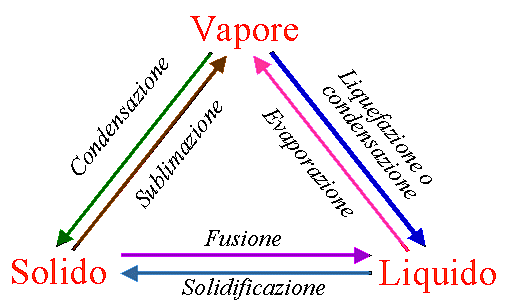 Vapore
Condensazione
Sublimazione
Evaporazione
Liquefazione o
condensazione
Fusione
Solido
Liquido
Solidificazione